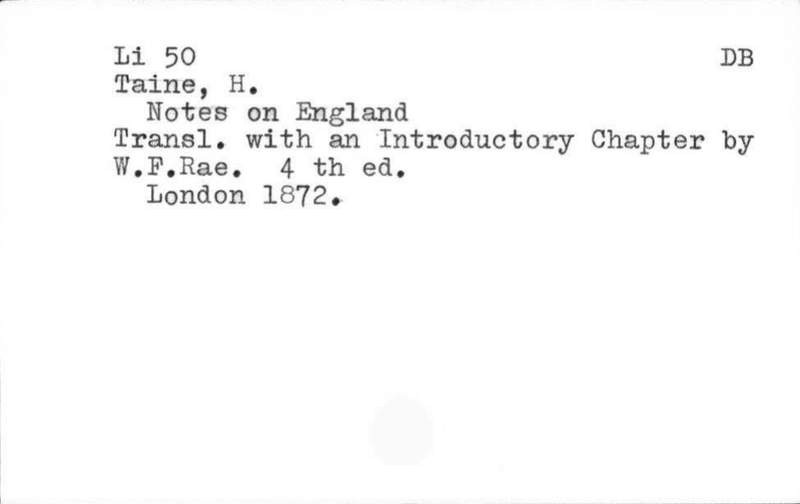 Li 50 DB
Taine, H.
Notes on England
Transl. with an Introductory Chapter by
W.F.Rae. 4 th ed.
London 1872.